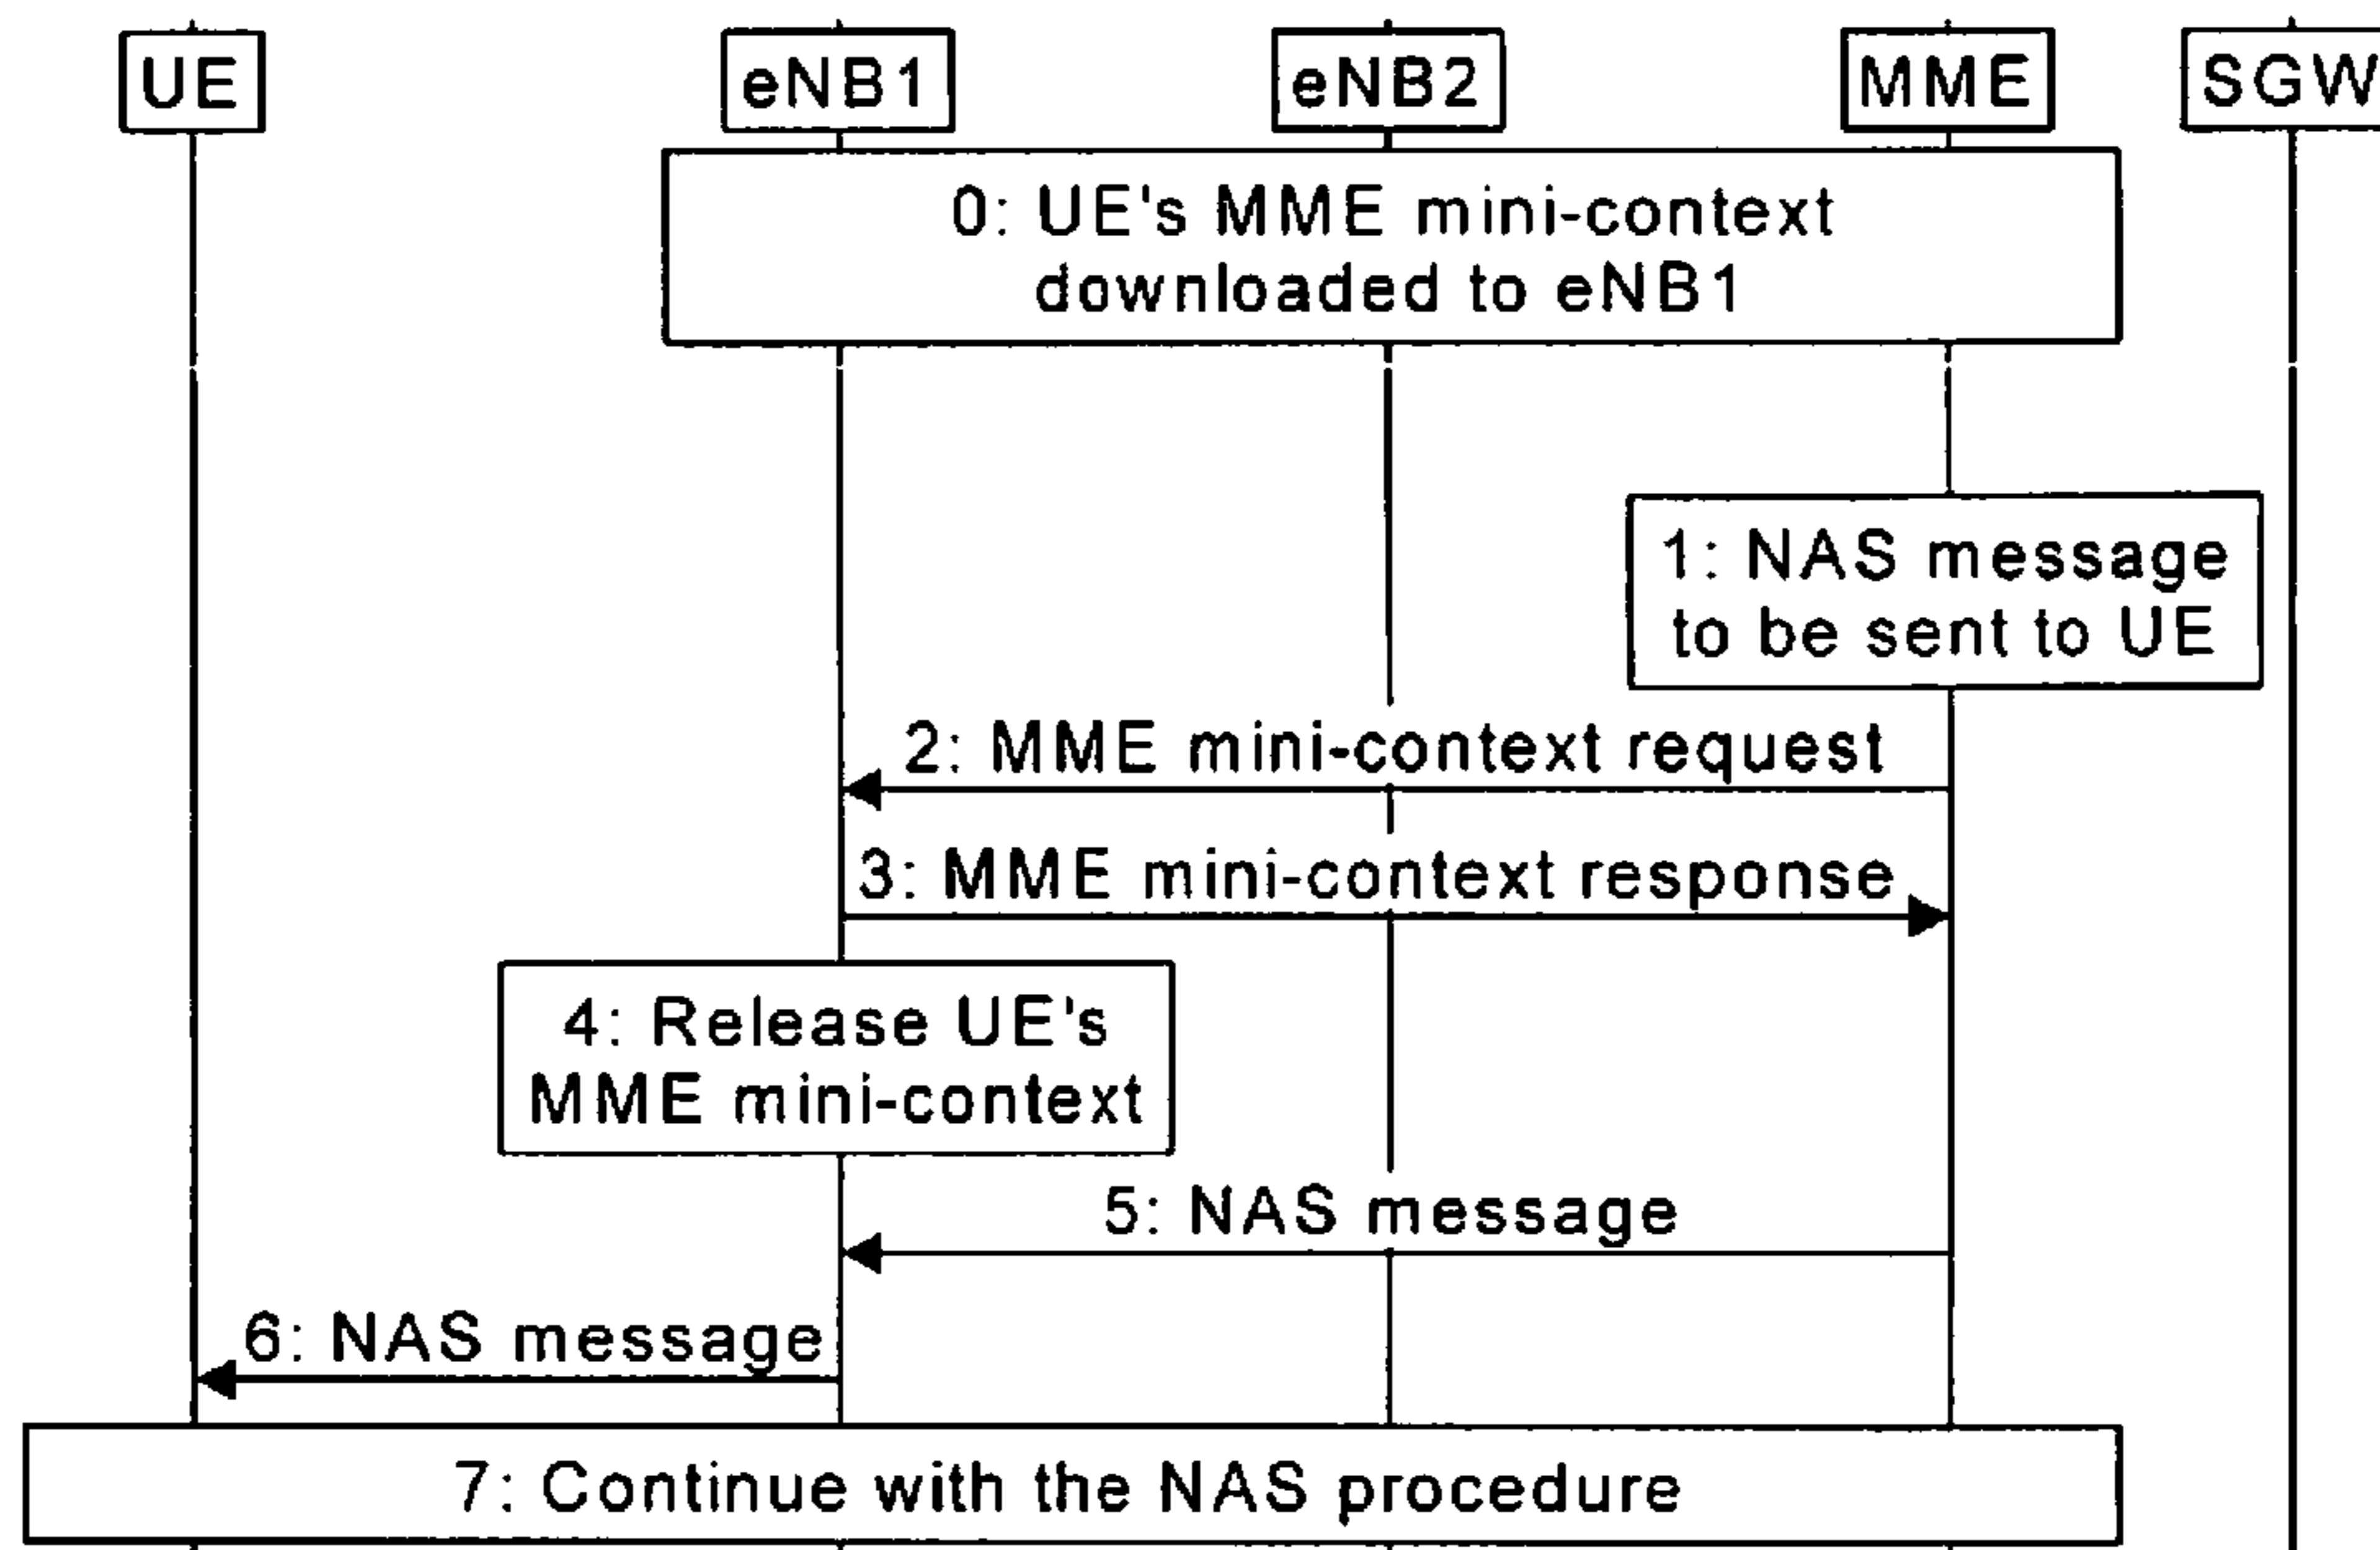 UE
eNB1
eNB2
MME
SGW
0: UE's MME mini-context
downloaded to eNB1
1: NAS message
to be sent to UE
2: MME mini-context request
3: MME mini-context response
4: Release UE's
MME mini-context
5: NAS message
6: NAS message
7: Continue with the NAS procedure